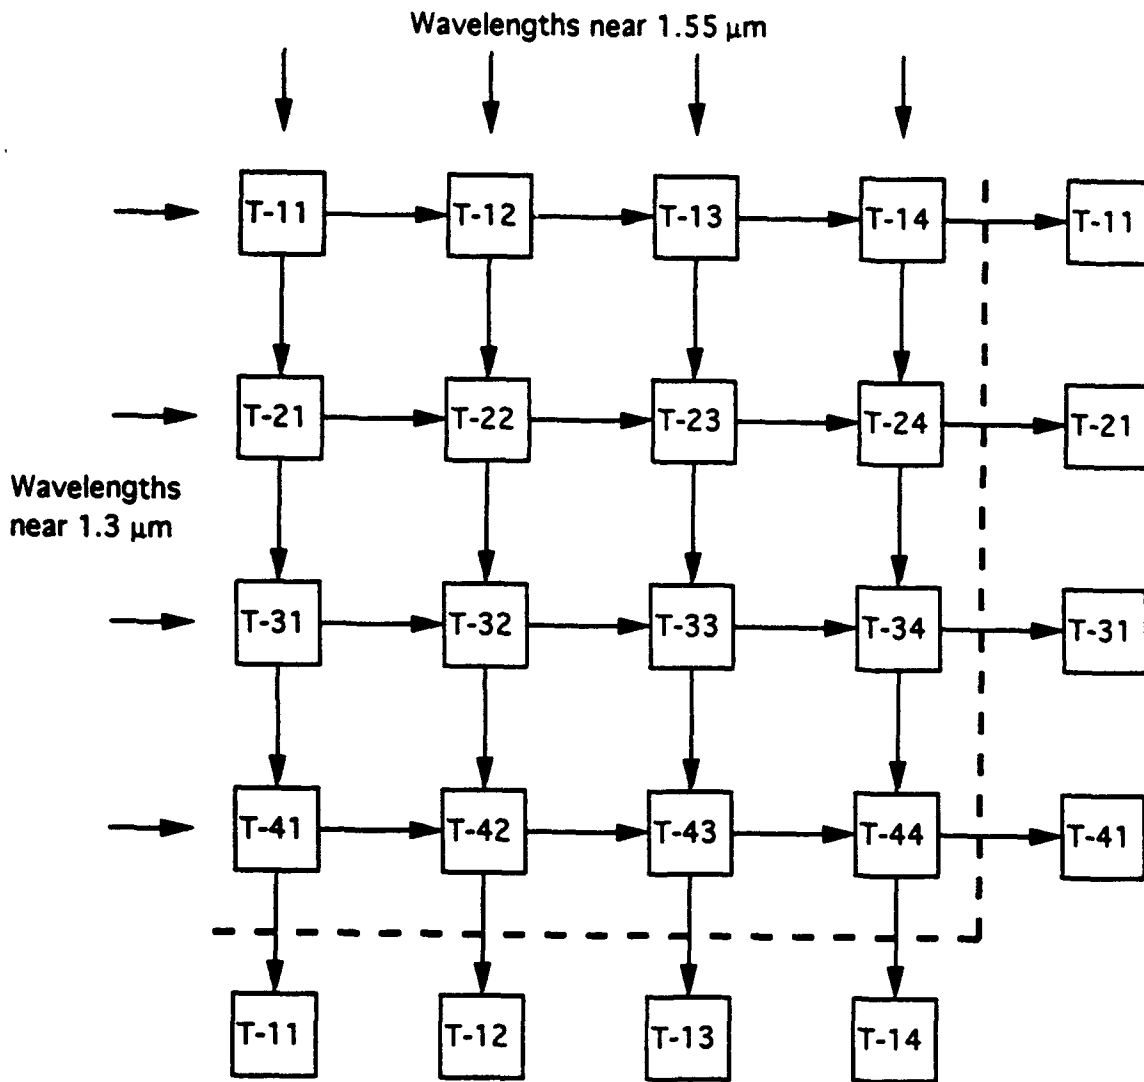 Wavelengths near 1.55 μm
T-11 T-12 T-13 T-14 T-11
T-21 T-22 T-23 T-24 T-21
Wavelengths
near 1.3 μm
T-31 T-32 T-33 T-34 T-31
T-41 T-42 T-43 T-44 T-41
T-11 T-12 T-13 T-14